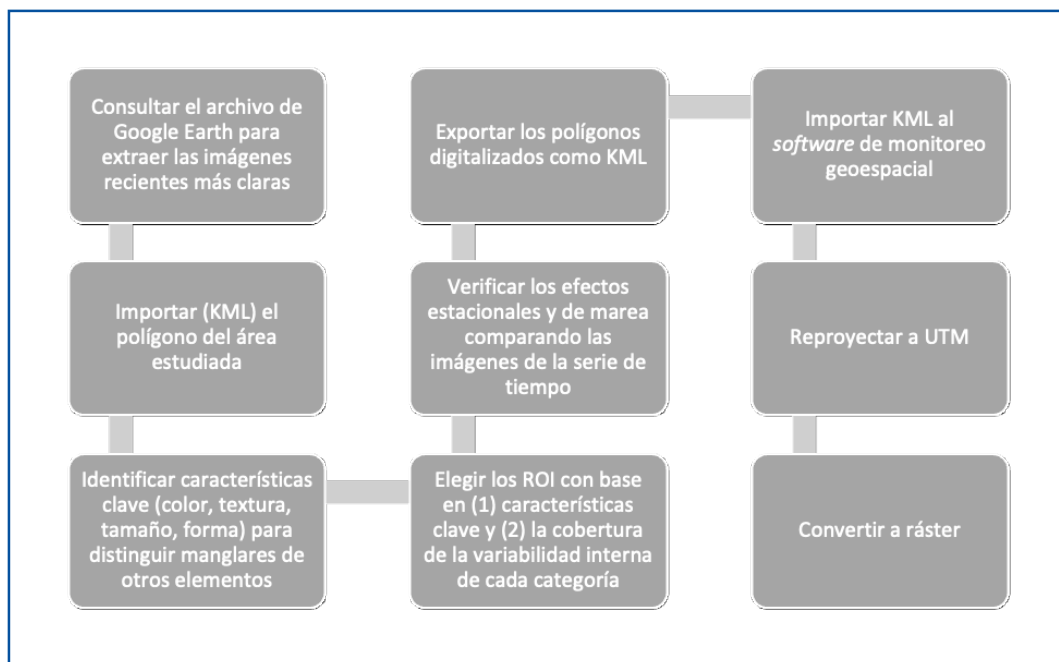 Consultar el archivo de
Google Earth para
extraer las imágenes
recientes más claras
Importar (KML) el
polígono del área
estudiada
Identificar características
clave (color, textura,
tamaño, forma) para
distinguir manglares de
otros elementos
Elegir los ROI con base
en (1) características
clave y (2) la cobertura
de la variabilidad interna
de cada categoría
Verificar los efectos
estacionales y de marea
comparando las
imágenes de la serie de
tiempo
Exportar los polígonos
digitalizados como KML
Importar KML al
software de monitoreo
geoespacial
Reproyectar a UTM
Convertir a ráster